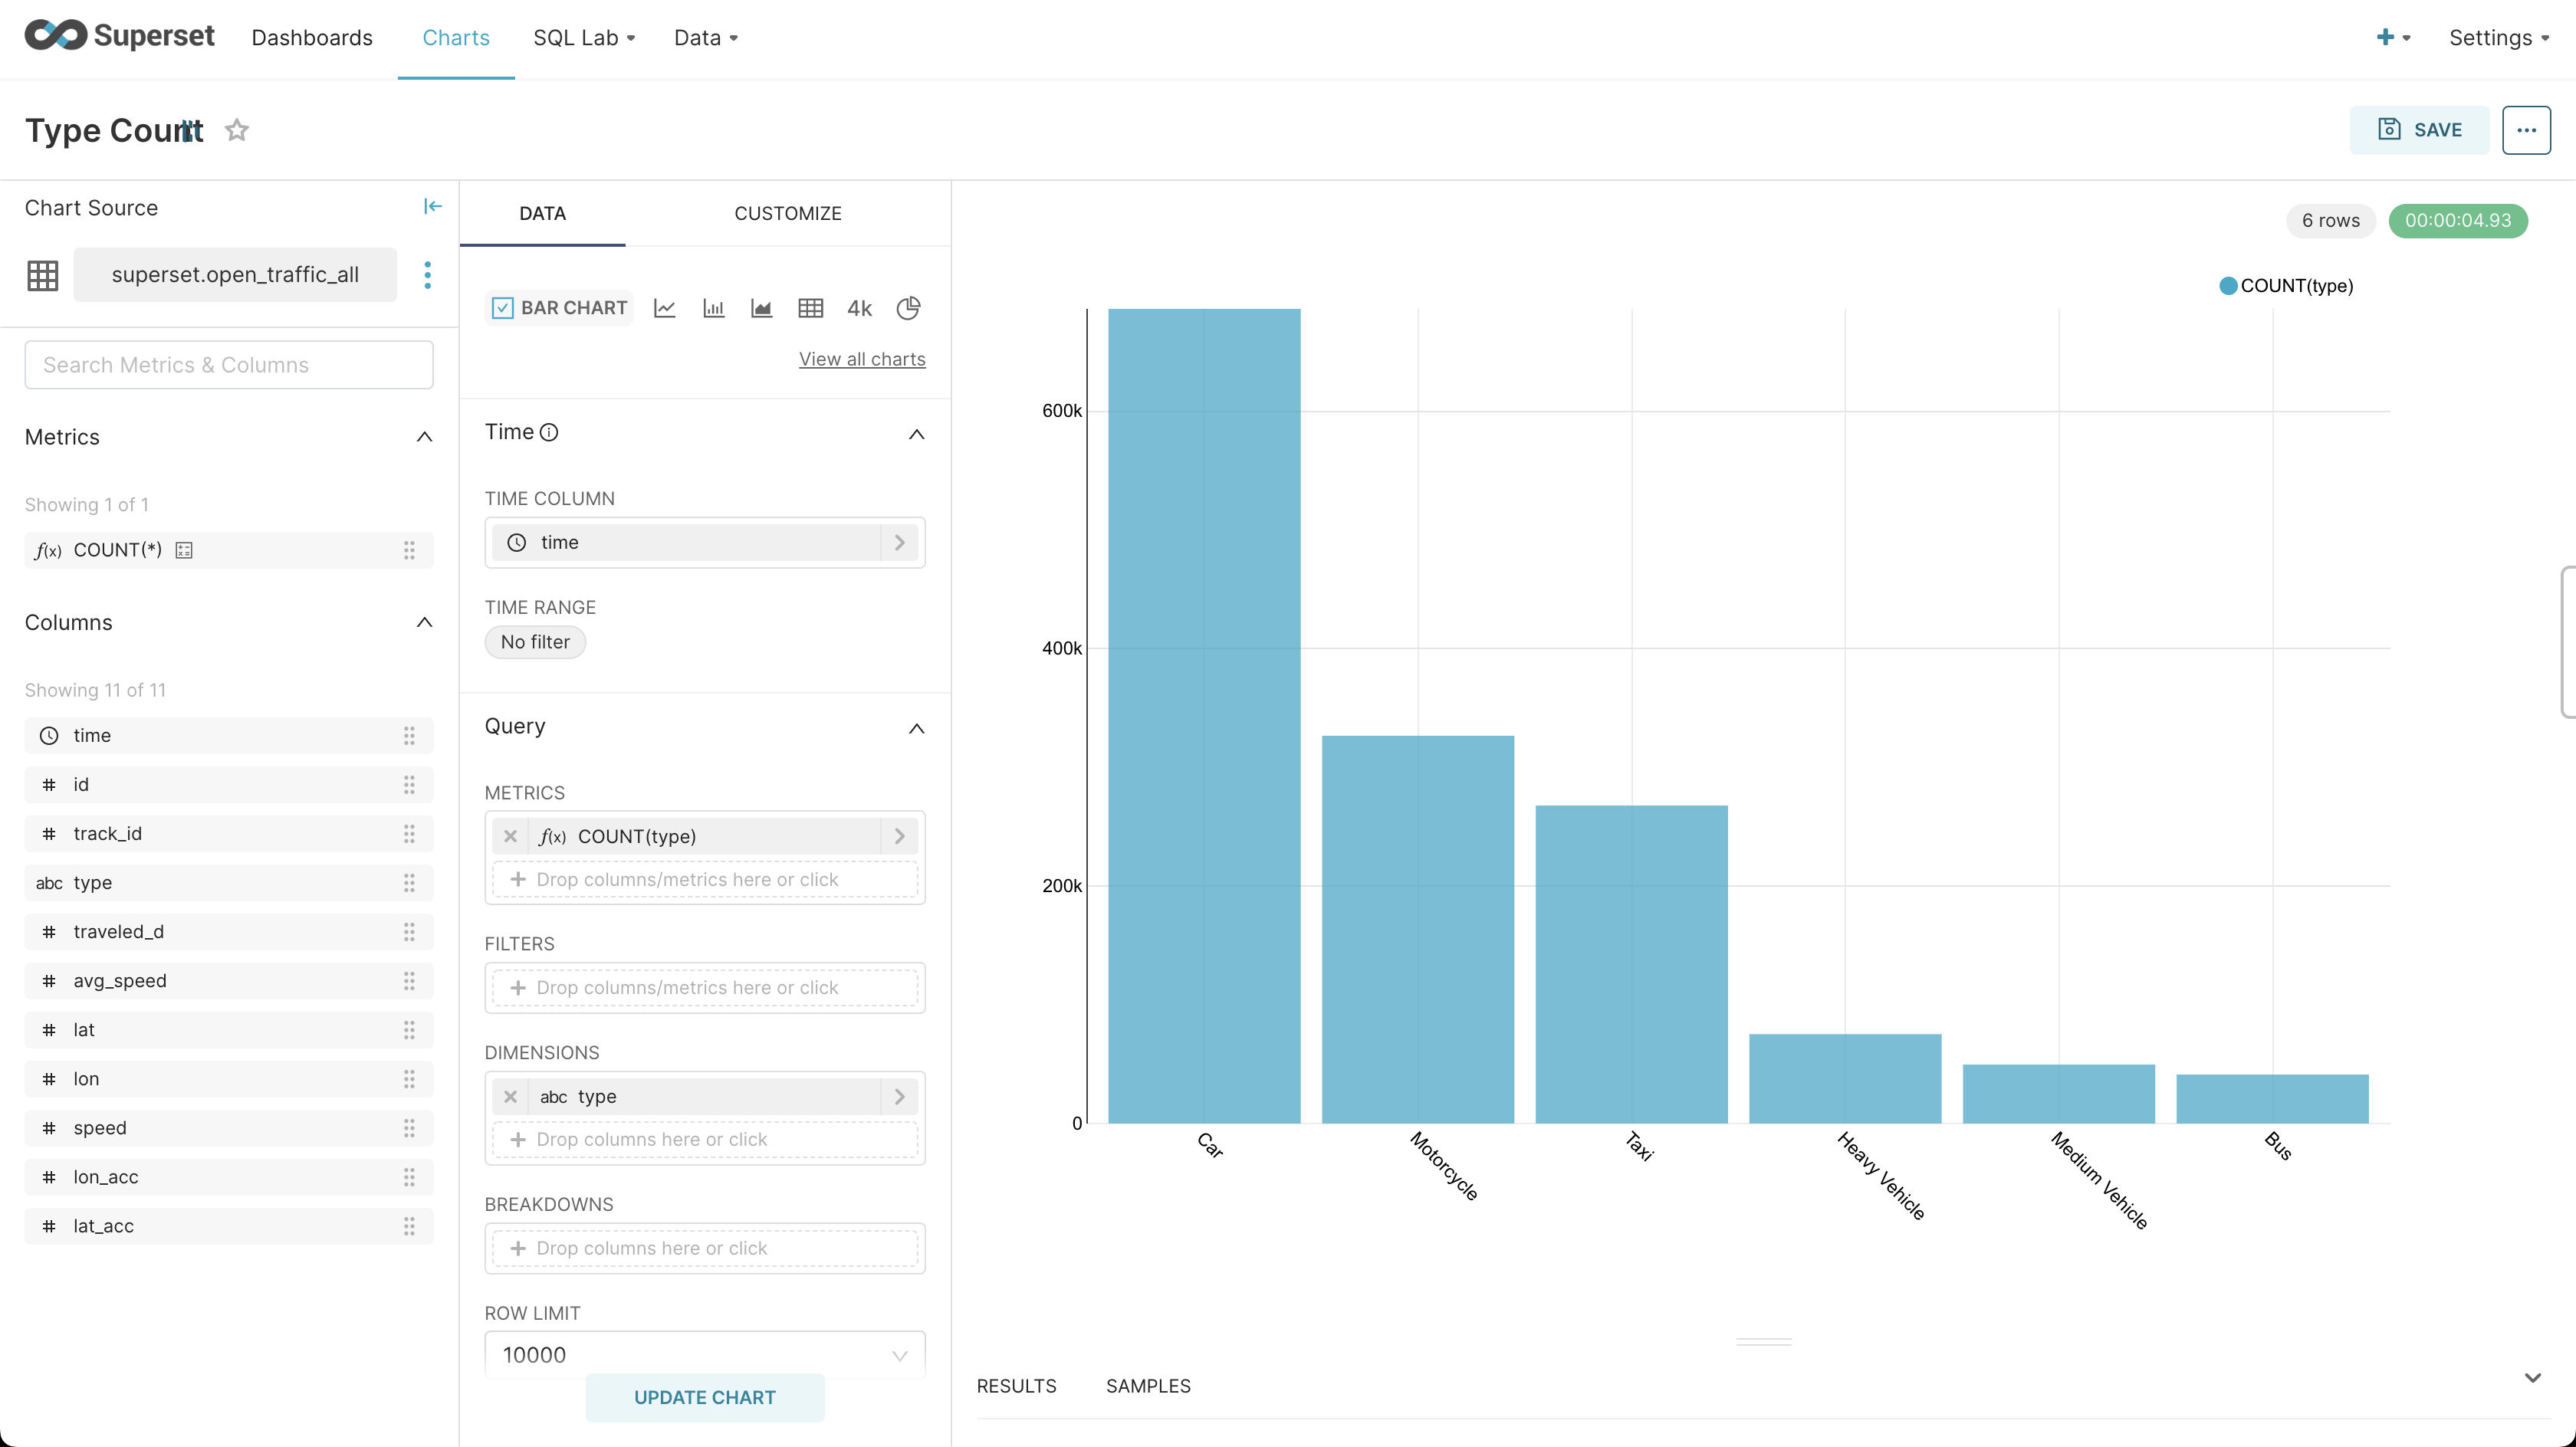 Superset Dashboards Charts SQL Lab Data Settings
Type Count
SAVE
Chart Source
superset.open_traffic_all
Search Metrics & Columns
Metrics
Showing 1 of 1
f(x) COUNT(*)
Columns
Showing 11 of 11
time
# id
# track_id
abc type
# traveled_d
# avg_speed
# lat
# lon
# speed
# lon_acc
# lat_acc
DATA CUSTOMIZE
BAR CHART 4k
View all charts
Time
TIME COLUMN
time
TIME RANGE
No filter
Query
METRICS
f(x) COUNT(type)
Drop columns/metrics here or click
FILTERS
Drop columns/metrics here or click
DIMENSIONS
abc type
Drop columns here or click
BREAKDOWNS
Drop columns here or click
ROW LIMIT
10000
UPDATE CHART
6 rows 00:00:04.93
COUNT(type)
600k
400k
200k
0
Car Motorcycle Taxi Heavy Vehicle Medium Vehicle Bus
RESULTS SAMPLES